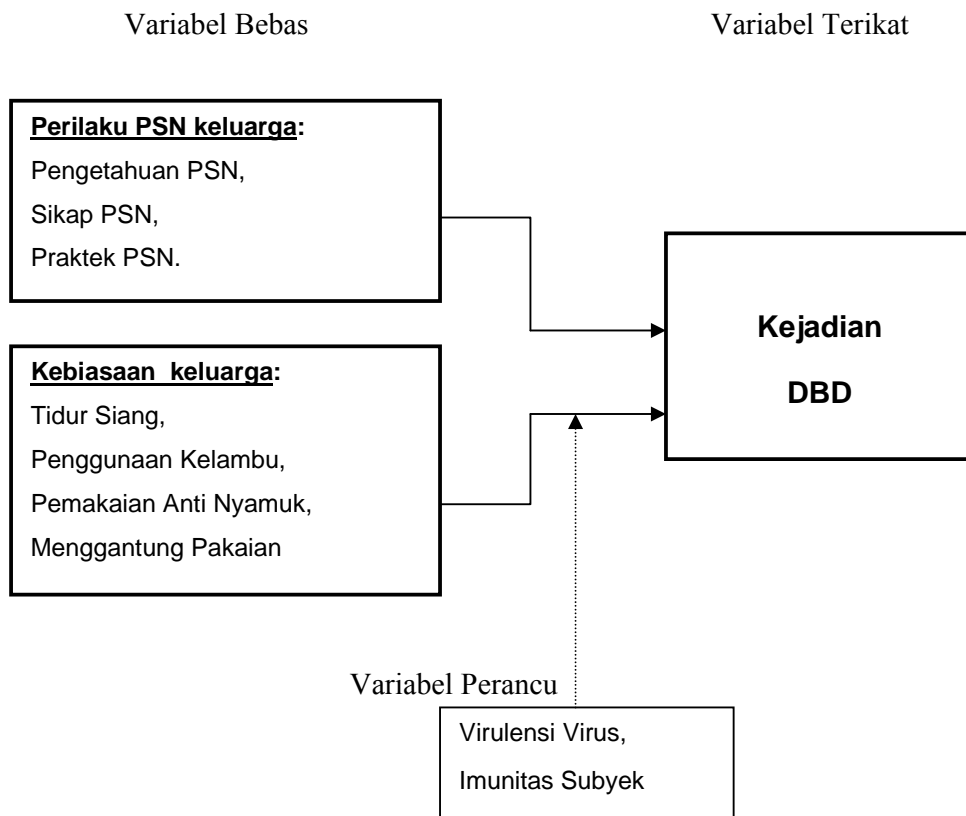 Variabel Bebas
Variabel Terikat
Perilaku PSN keluarga:
Pengetahuan PSN,
Sikap PSN,
Praktek PSN.
Kejadian
DBD
Kebiasaan keluarga:
Tidur Siang,
Penggunaan Kelambu,
Pemakaian Anti Nyamuk,
Menggantung Pakaian
Variabel Perancu
Virulensi Virus,
Imunitas Subyek